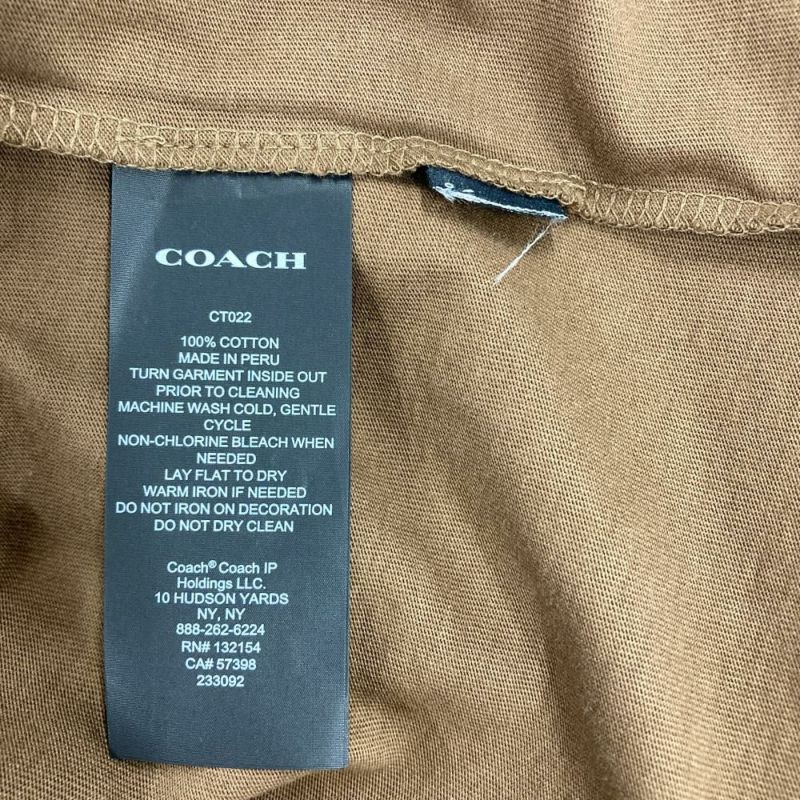 COACH
CT022
100% COTTON
MADE IN PERU
TURN GARMENT INSIDE OUT
PRIOR TO CLEANING
MACHINE WASH COLD, GENTLE
CYCLE
NON-CHLORINE BLEACH WHEN
NEEDED
LAY FLAT TO DRY
WARM IRON IF NEEDED
DO NOT IRON ON DECORATION
DO NOT DRY CLEAN
Coach® Coach IP
Holdings LLC.
10 HUDSON YARDS
NY, NY
888-262-6224
RN# 132154
CA# 57398
233092